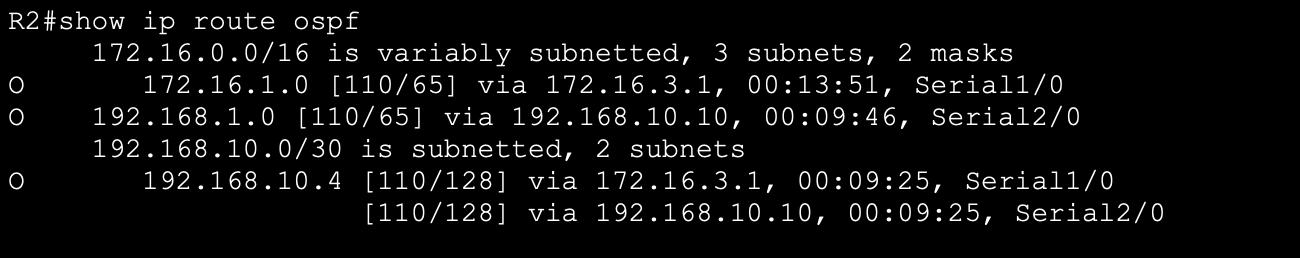 R2#show ip route ospf
     172.16.0.0/16 is variably subnetted, 3 subnets, 2 masks
O       172.16.1.0 [110/65] via 172.16.3.1, 00:13:51, Serial1/0
O    192.168.1.0 [110/65] via 192.168.10.10, 00:09:46, Serial2/0
     192.168.10.0/30 is subnetted, 2 subnets
O       192.168.10.4 [110/128] via 172.16.3.1, 00:09:25, Serial1/0
                     [110/128] via 192.168.10.10, 00:09:25, Serial2/0